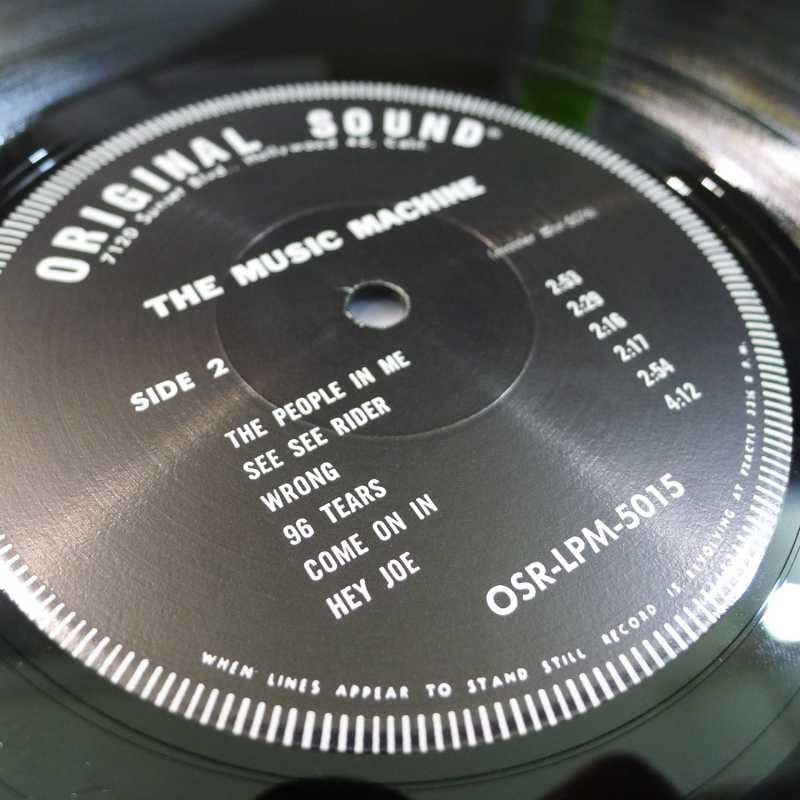 ORIGINAL SOUND
7120 Sunset Blvd., Hollywood 46, Calif.
THE MUSIC MACHINE
SIDE 2
THE PEOPLE IN ME 2:53
SEE SEE RIDER 2:29
WRONG 2:16
96 TEARS 2:17
COME ON IN 2:54
HEY JOE 4:12
OSR-LPM-5015
WHEN LINES APPEAR TO STAND STILL RECORD IS REVOLVING AT EXACTLY 33⅓ R.P.M.